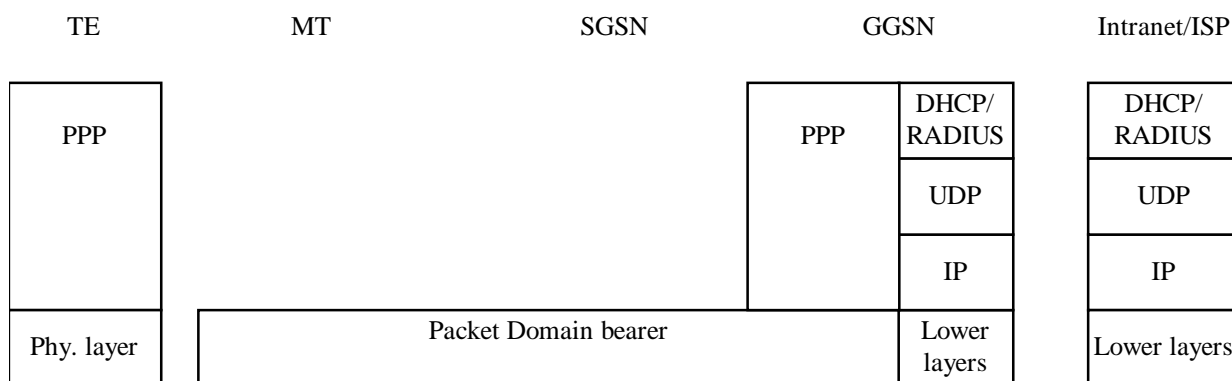 TE MT SGSN GGSN Intranet/ISP
PPP PPP DHCP/ DHCP/
RADIUS RADIUS
UDP UDP
IP IP
Phy. layer Packet Domain bearer Lower Lower layers
layers